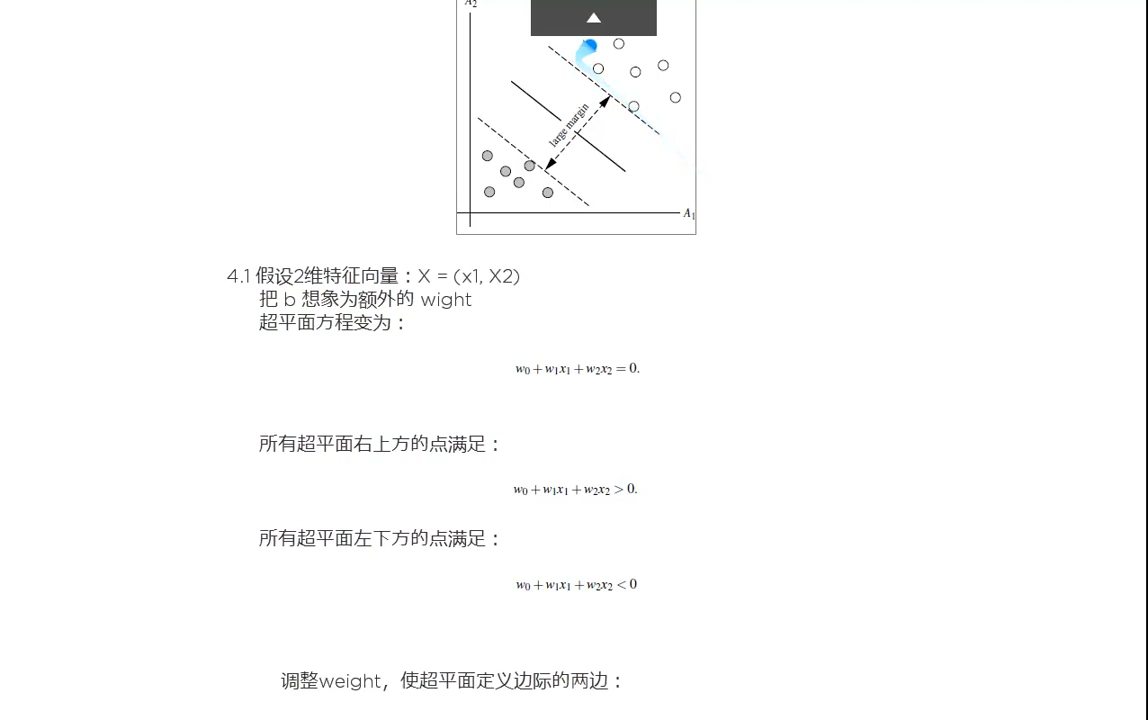 A₂
large margin
A₁
4.1 假设2维特征向量：X = (x1, X2)
把 b 想象为额外的 wight
超平面方程变为：
w₀ + w₁x₁ + w₂x₂ = 0.
所有超平面右上方的点满足：
w₀ + w₁x₁ + w₂x₂ > 0.
所有超平面左下方的点满足：
w₀ + w₁x₁ + w₂x₂ < 0
调整weight，使超平面定义边际的两边：